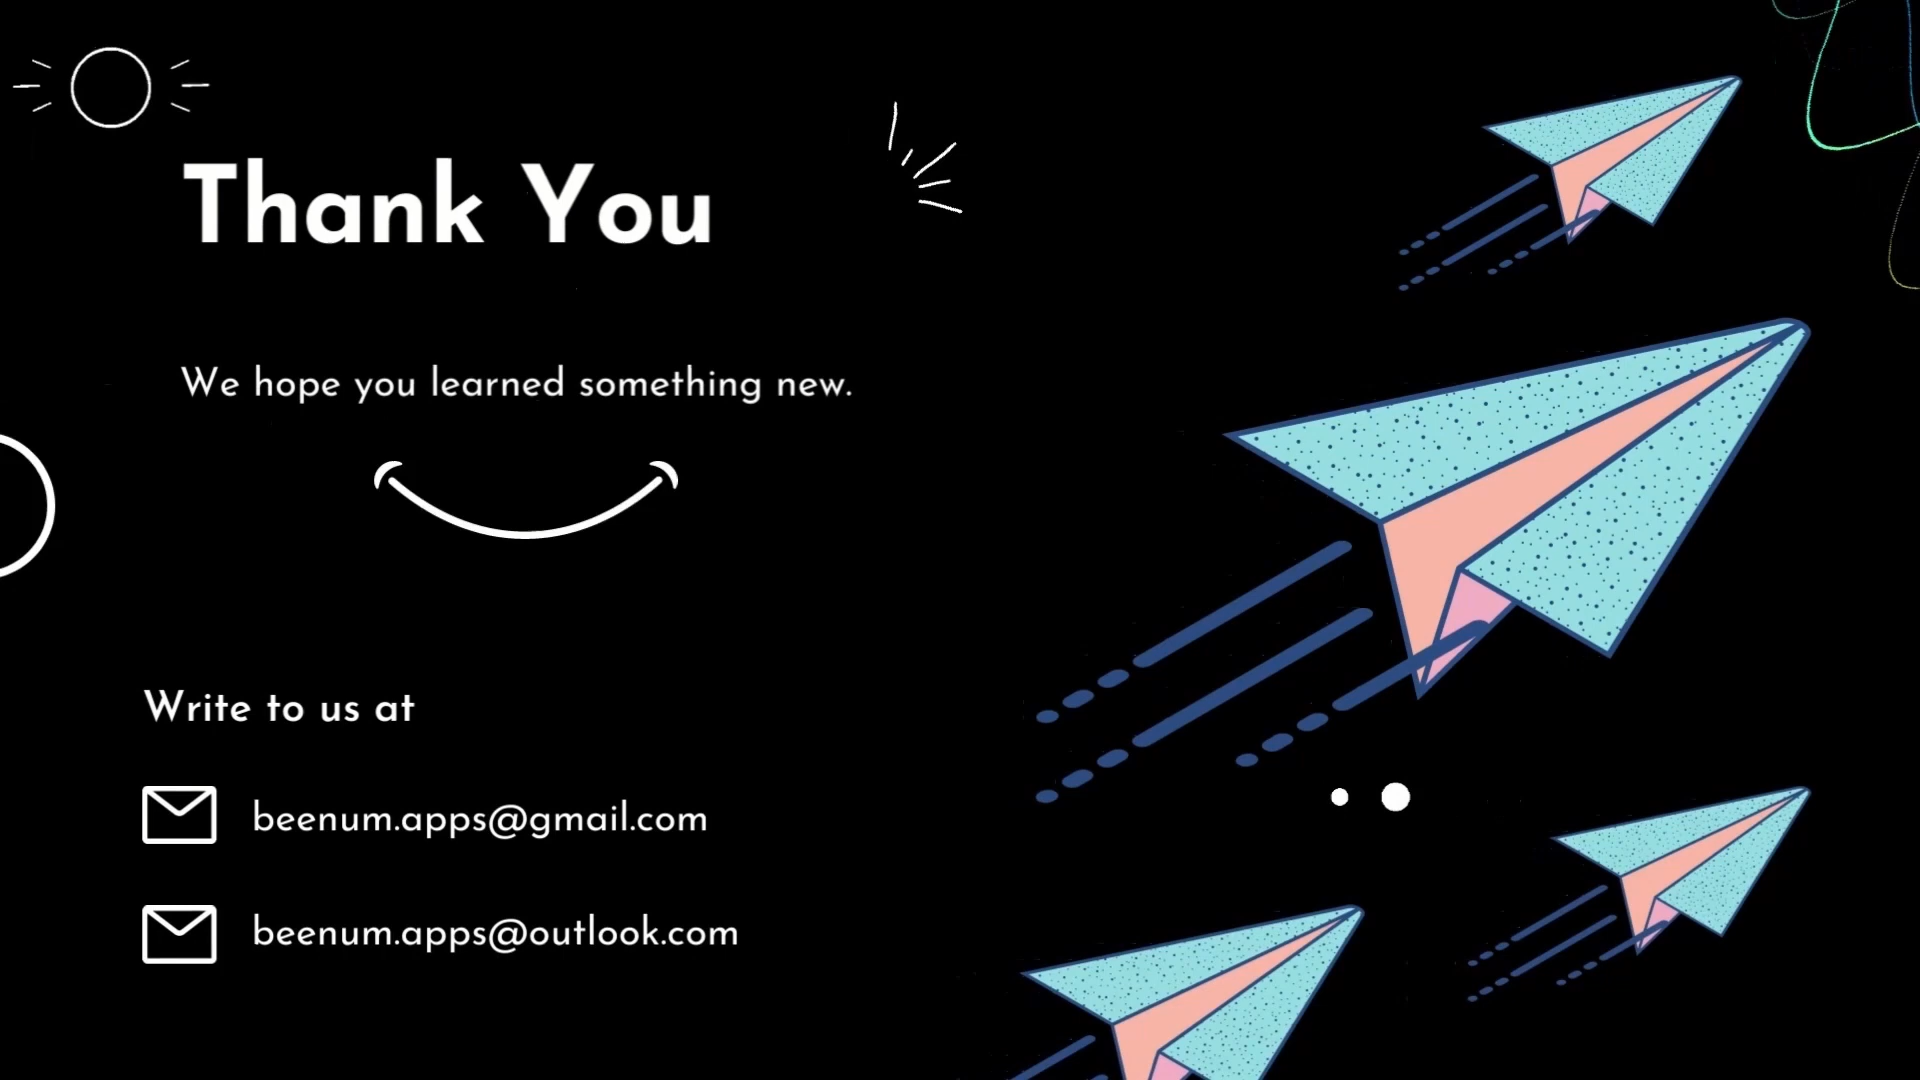 Thank You
We hope you learned something new.
Write to us at
beenum.apps@gmail.com
beenum.apps@outlook.com